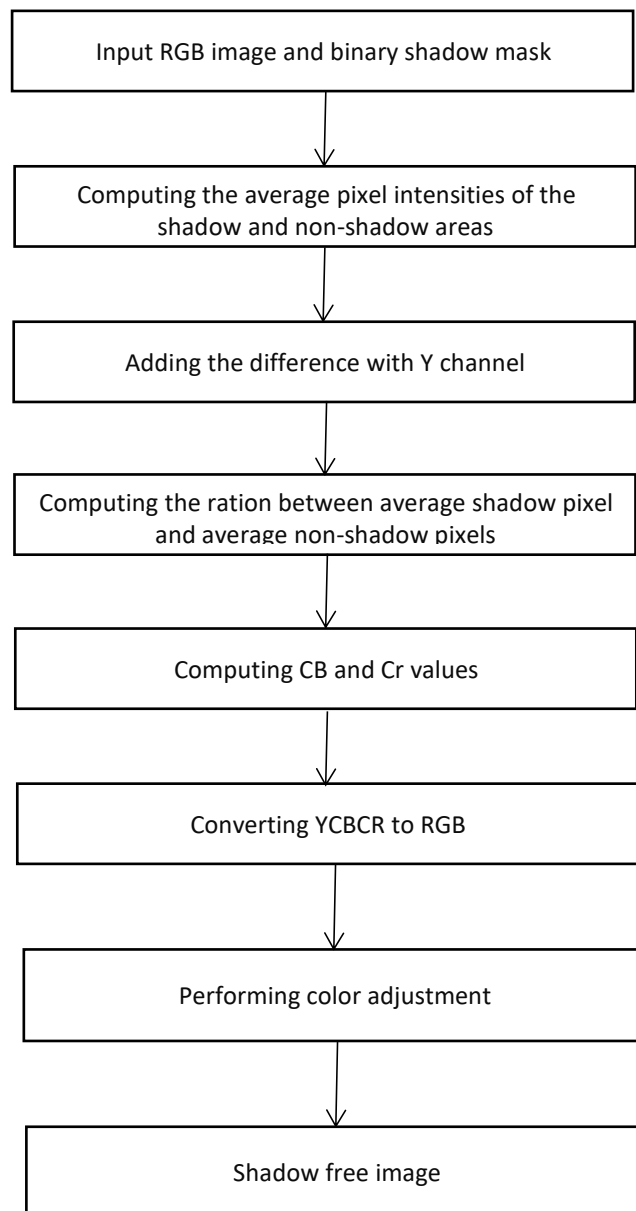 Input RGB image and binary shadow mask
Computing the average pixel intensities of the
shadow and non-shadow areas
Adding the difference with Y channel
Computing the ration between average shadow pixel
and average non-shadow pixels
Computing CB and Cr values
Converting YCBCR to RGB
Performing color adjustment
Shadow free image